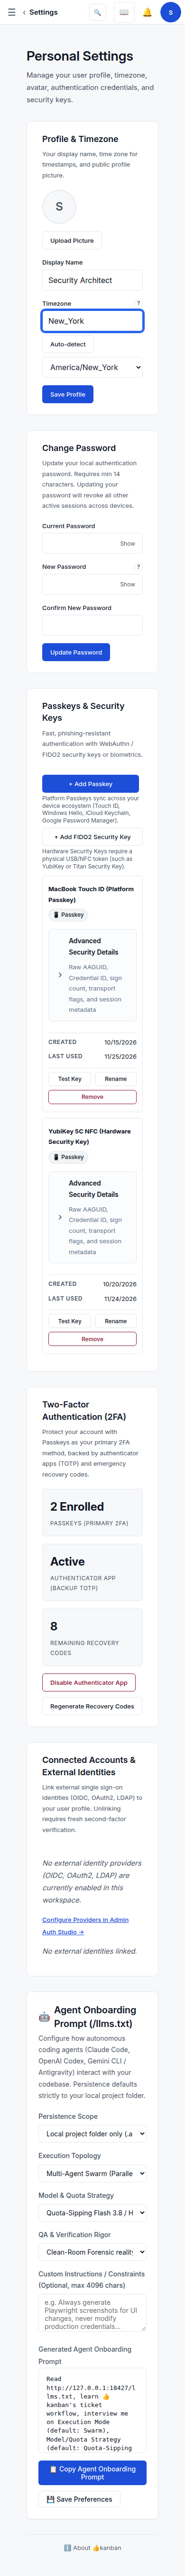 ☰ ‹ Settings 🔍 📖 🔔 S
Personal Settings
Manage your user profile, timezone,
avatar, authentication credentials, and
security keys.
Profile & Timezone
Your display name, time zone for
timestamps, and public profile
picture.
S
Upload Picture
Display Name
Security Architect
Timezone ?
New_York
Auto-detect
America/New_York
Save Profile
Change Password
Update your local authentication
password. Requires min 14
characters. Updating your
password will revoke all other
active sessions across devices.
Current Password
Show
New Password ?
Show
Confirm New Password
Update Password
Passkeys & Security
Keys
Fast, phishing-resistant
authentication with WebAuthn /
FIDO2 security keys or biometrics.
+ Add Passkey
Platform Passkeys sync across your
device ecosystem (Touch ID,
Windows Hello, iCloud Keychain,
Google Password Manager).
+ Add FIDO2 Security Key
Hardware Security Keys require a
physical USB/NFC token (such as
YubiKey or Titan Security Key).
MacBook Touch ID (Platform
Passkey)
📱 Passkey
Advanced
Security Details
Raw AAGUID,
Credential ID, sign
count, transport
flags, and session
metadata
CREATED 10/15/2026
LAST USED 11/25/2026
Test Key Rename
Remove
YubiKey 5C NFC (Hardware
Security Key)
📱 Passkey
Advanced
Security Details
Raw AAGUID,
Credential ID, sign
count, transport
flags, and session
metadata
CREATED 10/20/2026
LAST USED 11/24/2026
Test Key Rename
Remove
Two-Factor
Authentication (2FA)
Protect your account with
Passkeys as your primary 2FA
method, backed by authenticator
apps (TOTP) and emergency
recovery codes.
2 Enrolled
PASSKEYS (PRIMARY 2FA)
Active
AUTHENTICATOR APP
(BACKUP TOTP)
8
REMAINING RECOVERY
CODES
Disable Authenticator App
Regenerate Recovery Codes
Connected Accounts &
External Identities
Link external single sign-on
identities (OIDC, OAuth2, LDAP) to
your user profile. Unlinking
requires fresh second-factor
verification.
No external identity providers
(OIDC, OAuth2, LDAP) are
currently enabled in this
workspace.
Configure Providers in Admin
Auth Studio →
No external identities linked.
🤖 Agent Onboarding
Prompt (/llms.txt)
Configure how autonomous
coding agents (Claude Code,
OpenAI Codex, Gemini CLI /
Antigravity) interact with your
codebase. Persistence defaults
strictly to your local project folder.
Persistence Scope
Local project folder only (.a
Execution Topology
Multi-Agent Swarm (Paralle
Model & Quota Strategy
Quota-Sipping Flash 3.8 / H
QA & Verification Rigor
Clean-Room Forensic reality
Custom Instructions / Constraints
(Optional, max 4096 chars)
e.g. Always generate
Playwright screenshots for UI
changes, never modify
production credentials...
Generated Agent Onboarding
Prompt
Read
http://127.0.0.1:18427/l
lms.txt, learn 👍
kanban's ticket
workflow, interview me
on Execution Mode
(default: Swarm),
Model/Quota Strategy
(default: Quota-Sipping
📋 Copy Agent Onboarding
Prompt
💾 Save Preferences
ℹ️ About 👍kanban